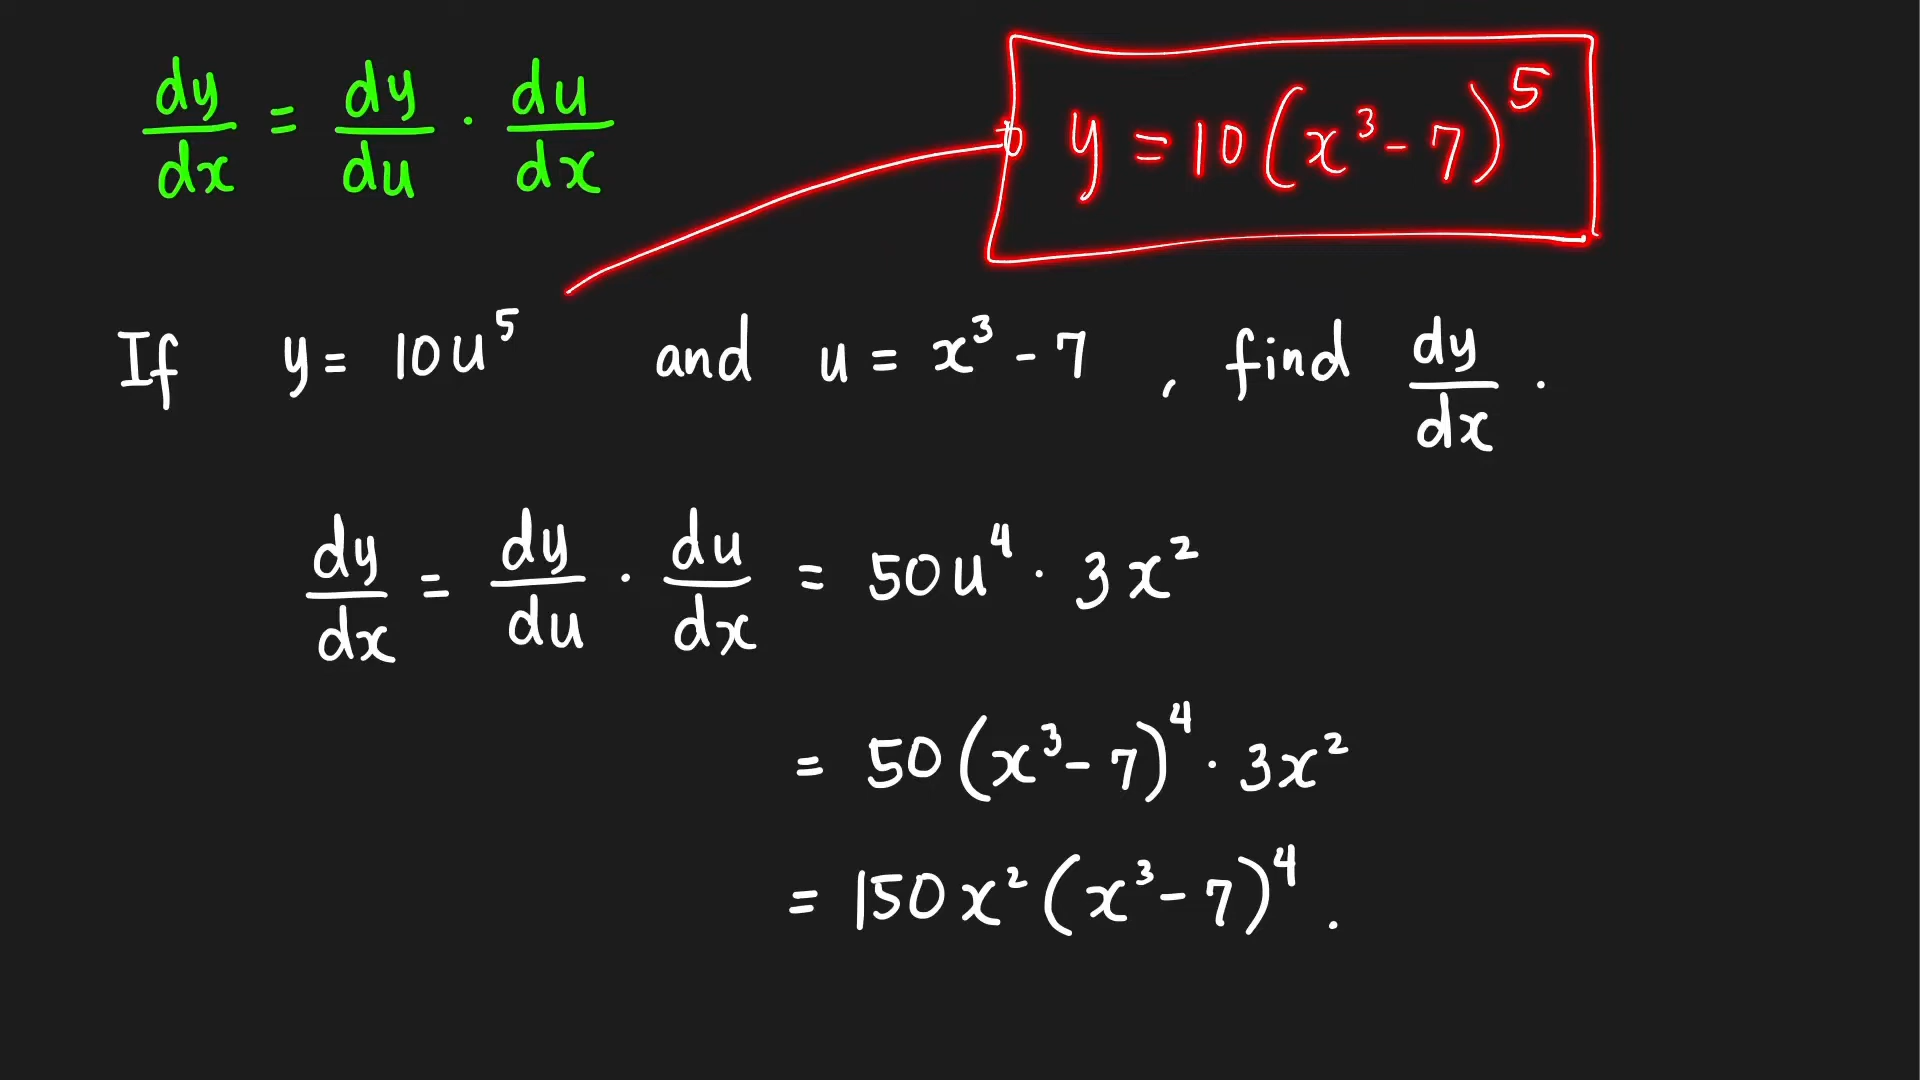 dy/dx = dy/du · du/dx
y = 10(x³ - 7)⁵
If y = 10u⁵ and u = x³ - 7, find dy/dx.
dy/dx = dy/du · du/dx = 50u⁴ · 3x²
= 50(x³ - 7)⁴ · 3x²
= 150x²(x³ - 7)⁴.